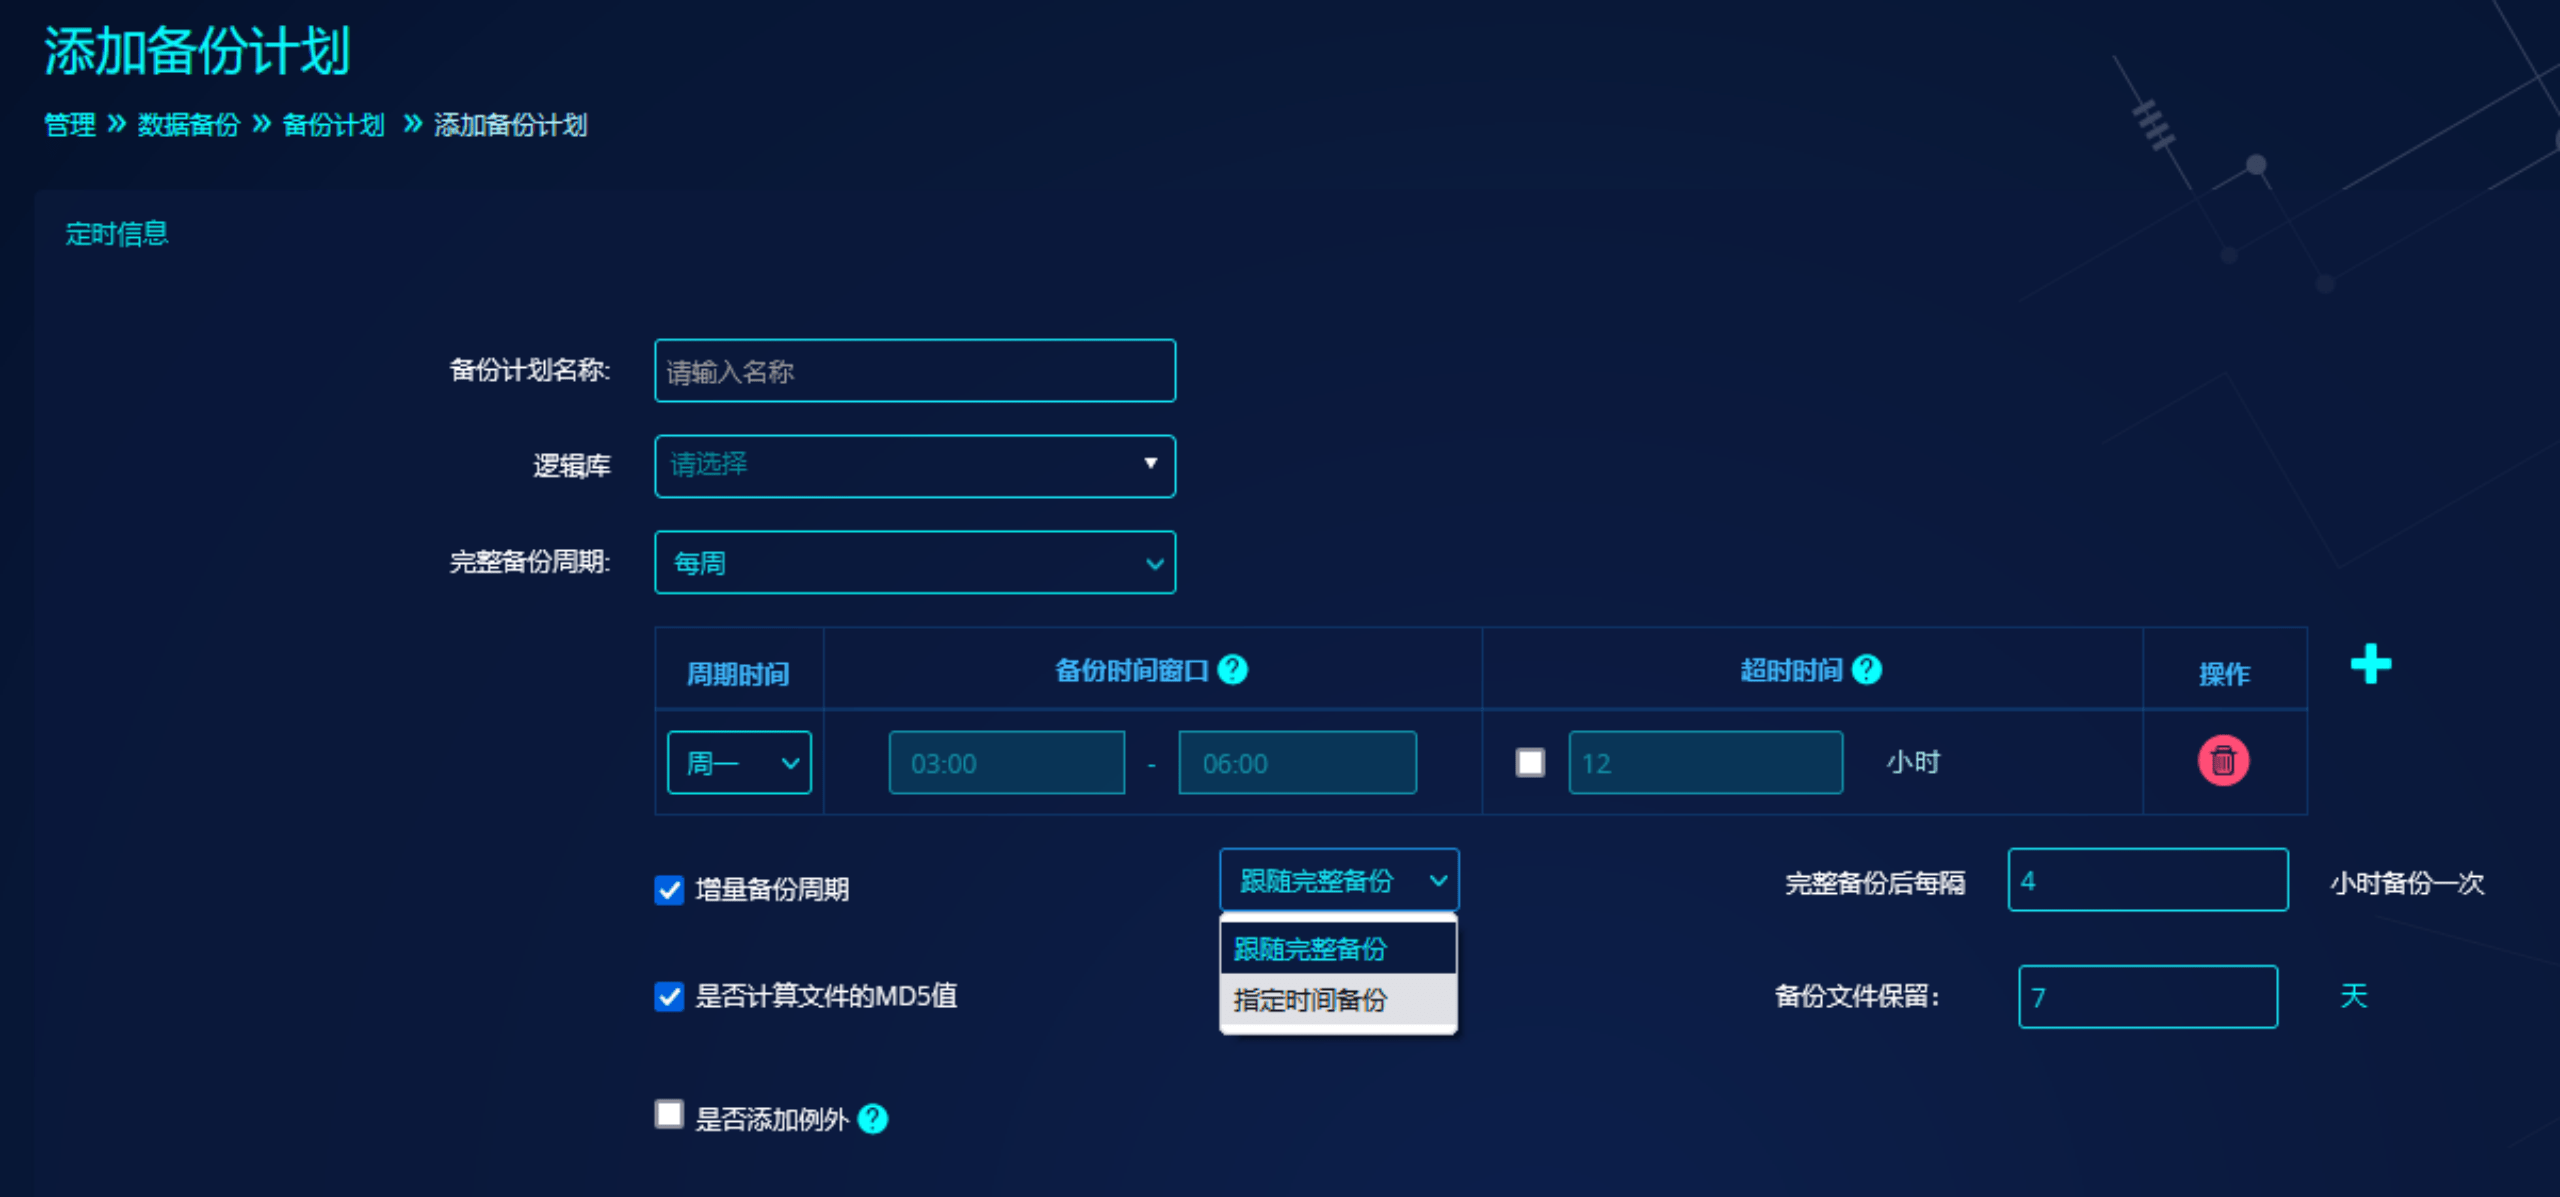 添加备份计划
管理 » 数据备份 » 备份计划 » 添加备份计划
定时信息
备份计划名称: 请输入名称
逻辑库 请选择
完整备份周期: 每周
周期时间 备份时间窗口 ? 超时时间 ? 操作
周一 03:00 - 06:00 12 小时
增量备份周期 跟随完整备份 完整备份后每隔 4 小时备份一次
跟随完整备份
指定时间备份
是否计算文件的MD5值 备份文件保留: 7 天
是否添加例外 ?